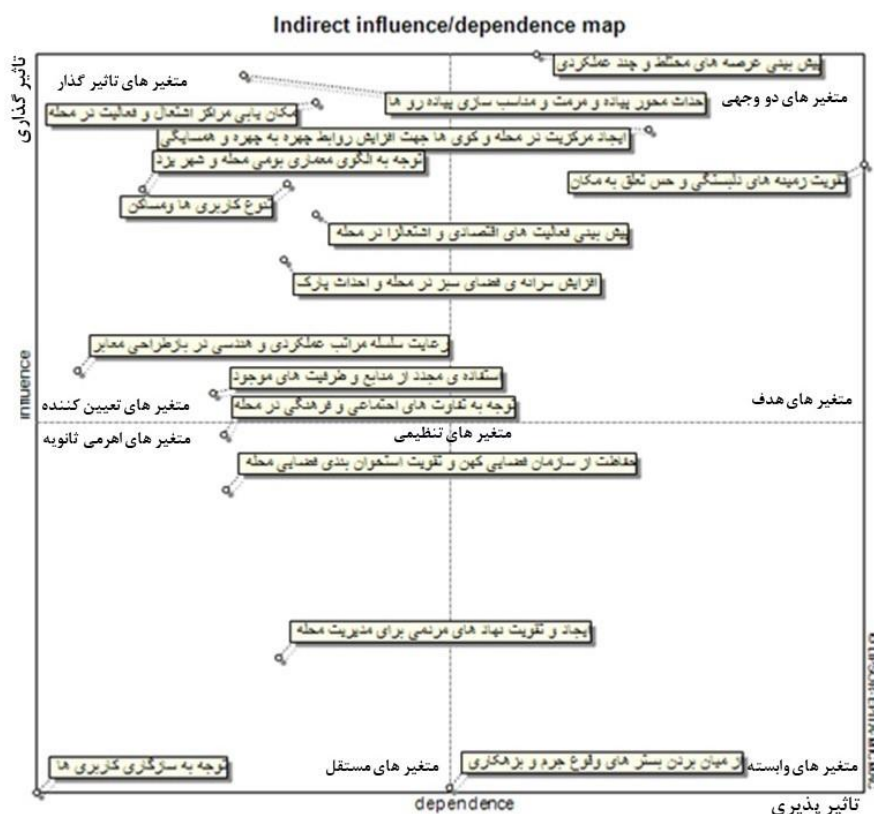 Indirect influence/dependence map
تاثیر گذاری
پیش بینی عرصه های مختلط و چند عملکردی
متغیر های تاثیر گذار
متغیر های دو وجهی
احداث محور پیاده و مرمت و مناسب سازی پیاده رو ها
مکان یابی مراکز اشتغال و فعالیت در محله
ایجاد مرکزیت در محله و کوی ها جهت افزایش روابط چهره به چهره و همسایگی
توجه به الگوی معماری بومی محله و شهر یزد
تقویت زمینه های دلبستگی و حس تعلق به مکان
تنوع کاربری ها ومساکن
پیش بینی فعالیت های اقتصادی و اشتغالزا در محله
افزایش سرانه ی فضای سبز در محله و احداث پارک
رعایت سلسله مراتب عملکردی و هندسی در بازطراحی معابر
influence
استفاده ی مجدد از منابع و ظرفیت های موجود
متغیر های تعیین کننده
توجه به تفاوت های اجتماعی و فرهنگی در محله
متغیر های هدف
متغیر های اهرمی ثانویه
متغیر های تنظیمی
حفاظت از سازمان فضایی کهن و تقویت استخوان بندی فضایی محله
ایجاد و تقویت نهاد های مردمی برای مدیریت محله
توجه به سازگاری کاربری ها
متغیر های مستقل
از میان بردن بستر های وقوع جرم و بزهکاری
متغیر های وابسته
dependence
تاثیر پذیری